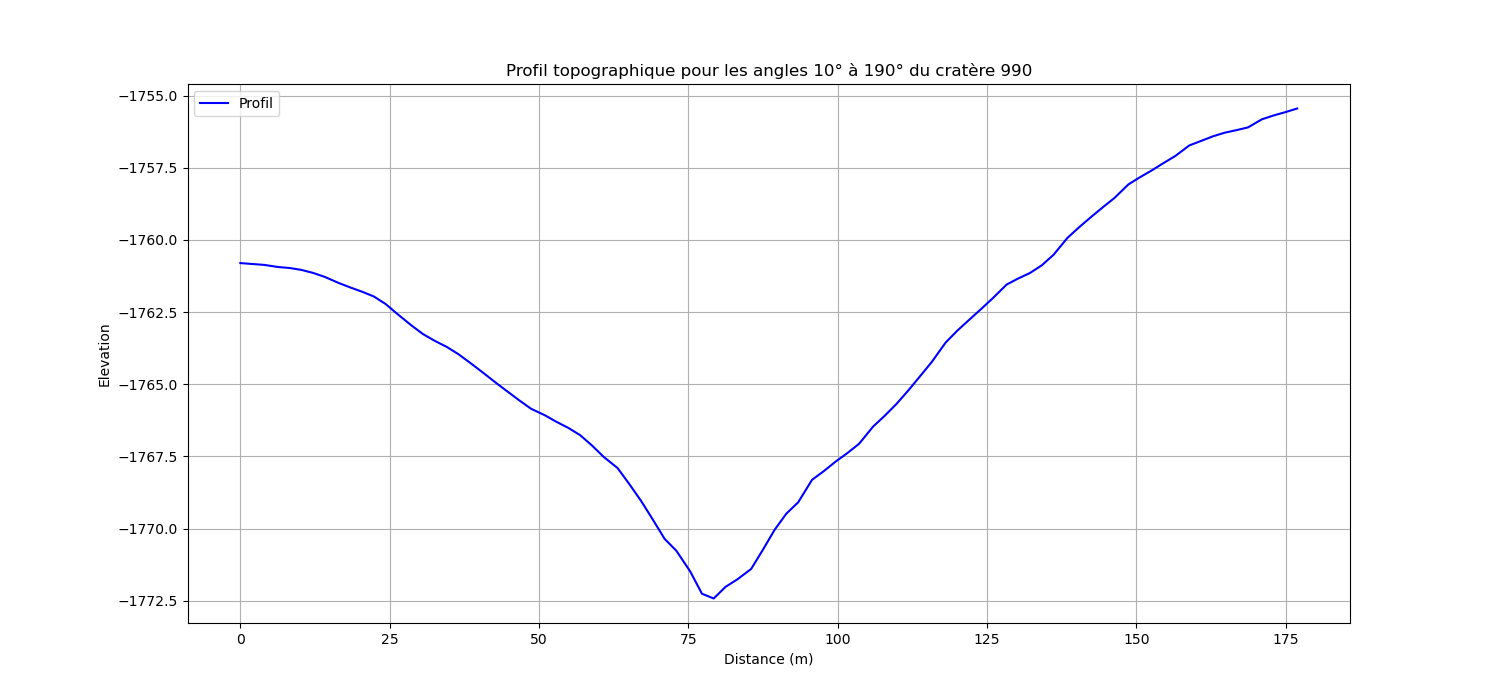 Profil topographique pour les angles 10° à 190° du cratère 990
Profil
Elevation
−1755.0
−1757.5
−1760.0
−1762.5
−1765.0
−1767.5
−1770.0
−1772.5
0 25 50 75 100 125 150 175
Distance (m)